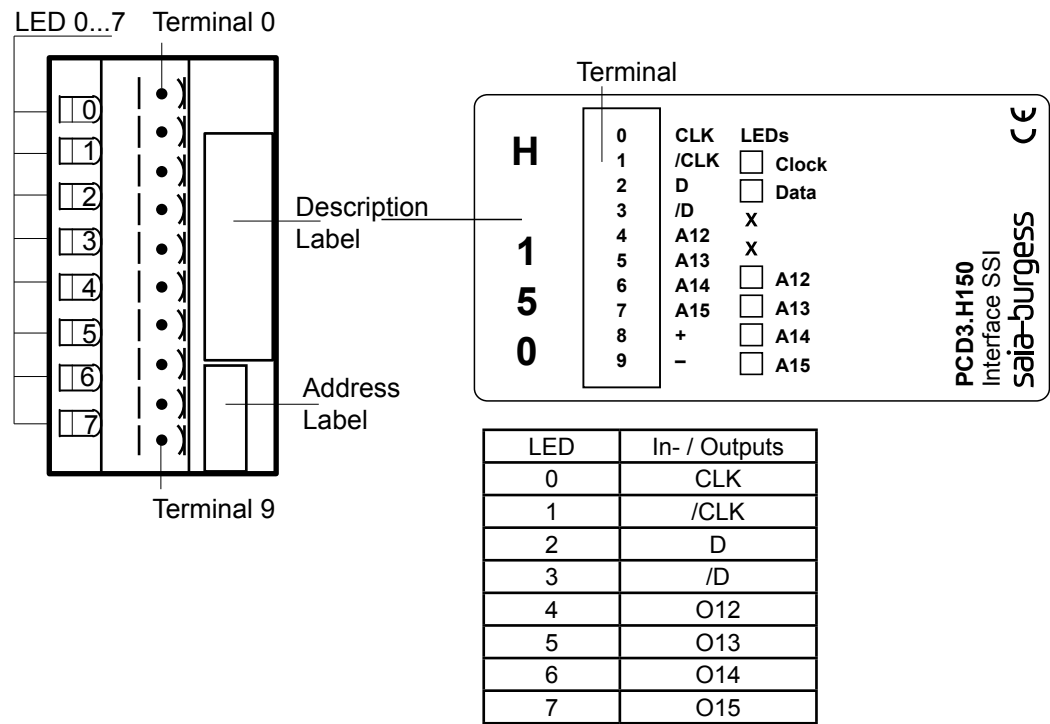 LED 0...7 Terminal 0
0
1
2
3
4
5
6
7
Description
Label
Address
Label
Terminal 9
Terminal
H
1
5
0
0 CLK LEDs
1 /CLK Clock
2 D Data
3 /D X
4 A12 X
5 A13 A12
6 A14 A13
7 A15 A14
8 + A15
9 –
PCD3.H150
Interface SSI
saia-burgess
CE
LED In- / Outputs
0 CLK
1 /CLK
2 D
3 /D
4 O12
5 O13
6 O14
7 O15